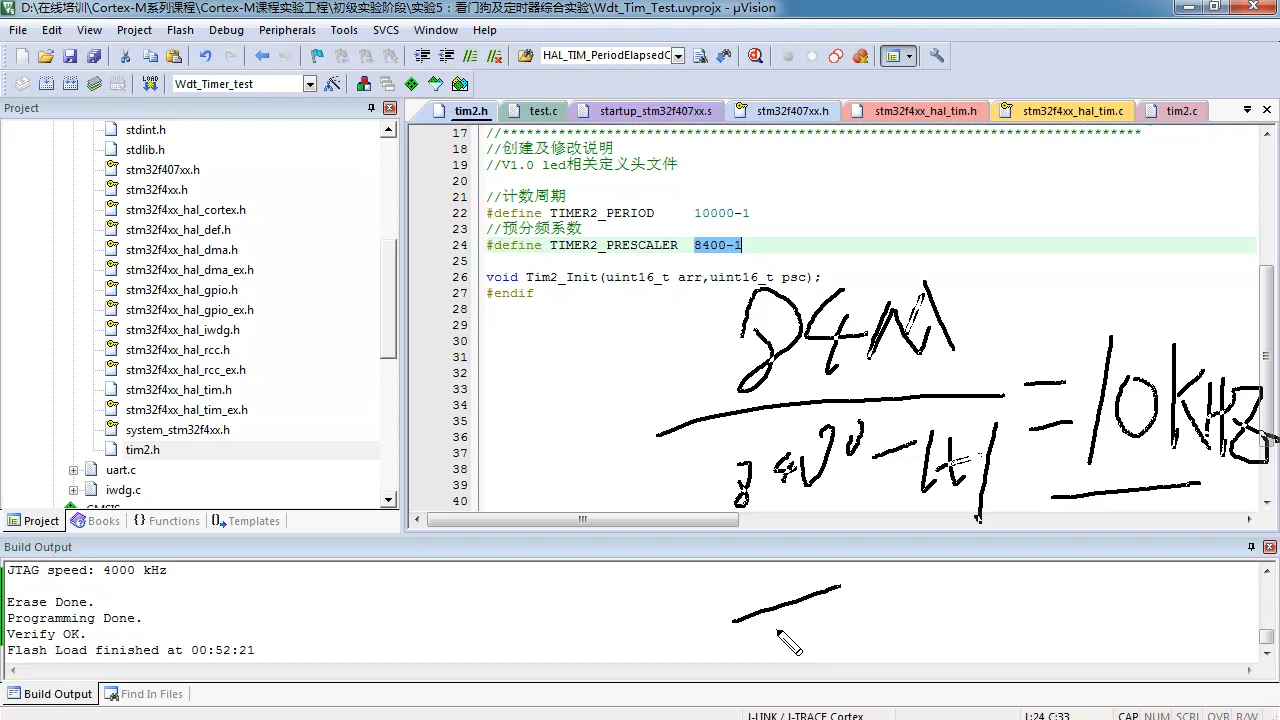 D:\在线培训\Cortex-M系列课程\Cortex-M课程实验工程\初级实验阶段\实验5：看门狗及定时器综合实验\Wdt_Tim_Test.uvprojx - µVision
File Edit View Project Flash Debug Peripherals Tools SVCS Window Help
HAL_TIM_PeriodElapsedC
LOAD Wdt_Timer_test
Project
tim2.h test.c startup_stm32f407xx.s stm32f407xx.h stm32f4xx_hal_tim.h stm32f4xx_hal_tim.c tim2.c
stdint.h
stdlib.h
stm32f407xx.h
stm32f4xx.h
stm32f4xx_hal_cortex.h
stm32f4xx_hal_def.h
stm32f4xx_hal_dma.h
stm32f4xx_hal_dma_ex.h
stm32f4xx_hal_gpio.h
stm32f4xx_hal_gpio_ex.h
stm32f4xx_hal_iwdg.h
stm32f4xx_hal_rcc.h
stm32f4xx_hal_rcc_ex.h
stm32f4xx_hal_tim.h
stm32f4xx_hal_tim_ex.h
system_stm32f4xx.h
tim2.h
uart.c
iwdg.c
CMSIS
17 //********************************************************************************
18 //创建及修改说明
19 //V1.0 led相关定义头文件
20
21 //计数周期
22 #define TIMER2_PERIOD 10000-1
23 //预分频系数
24 #define TIMER2_PRESCALER 8400-1
25
26 void Tim2_Init(uint16_t arr,uint16_t psc);
27 #endif
28
29
30
31
32
33
34
35
36
37
38
39
40
84M
8400-1+1
=10KHz
Project Books Functions Templates
Build Output
JTAG speed: 4000 kHz
Erase Done.
Programming Done.
Verify OK.
Flash Load finished at 00:52:21
Build Output Find In Files
J-LINK / J-TRACE Cortex L:24 C:33 CAP NUM SCRL OVR R/W